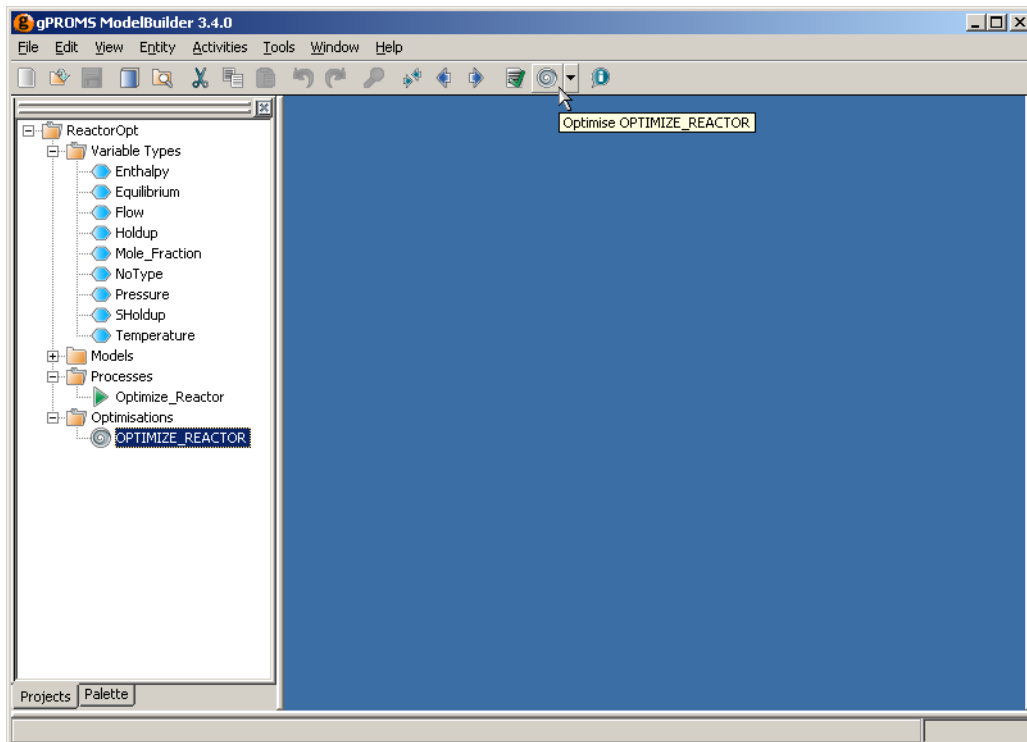 gPROMS ModelBuilder 3.4.0
File Edit View Entity Activities Tools Window Help
Optimise OPTIMIZE_REACTOR
ReactorOpt
Variable Types
Enthalpy
Equilibrium
Flow
Holdup
Mole_Fraction
NoType
Pressure
SHoldup
Temperature
Models
Processes
Optimize_Reactor
Optimisations
OPTIMIZE_REACTOR
Projects Palette